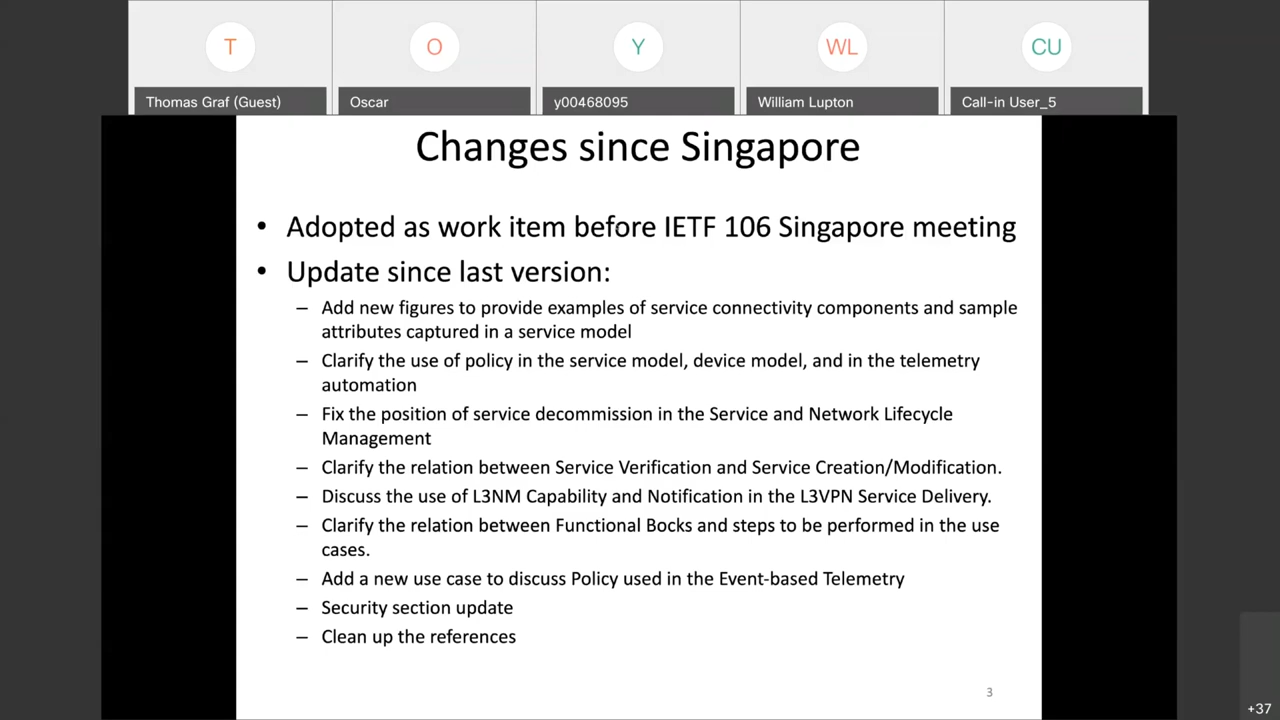 T
O
Y
WL
CU
Thomas Graf (Guest)
Oscar
y00468095
William Lupton
Call-in User_5
Changes since Singapore
• Adopted as work item before IETF 106 Singapore meeting
• Update since last version:
– Add new figures to provide examples of service connectivity components and sample
attributes captured in a service model
– Clarify the use of policy in the service model, device model, and in the telemetry
automation
– Fix the position of service decommission in the Service and Network Lifecycle
Management
– Clarify the relation between Service Verification and Service Creation/Modification.
– Discuss the use of L3NM Capability and Notification in the L3VPN Service Delivery.
– Clarify the relation between Functional Bocks and steps to be performed in the use
cases.
– Add a new use case to discuss Policy used in the Event-based Telemetry
– Security section update
– Clean up the references
3
+37